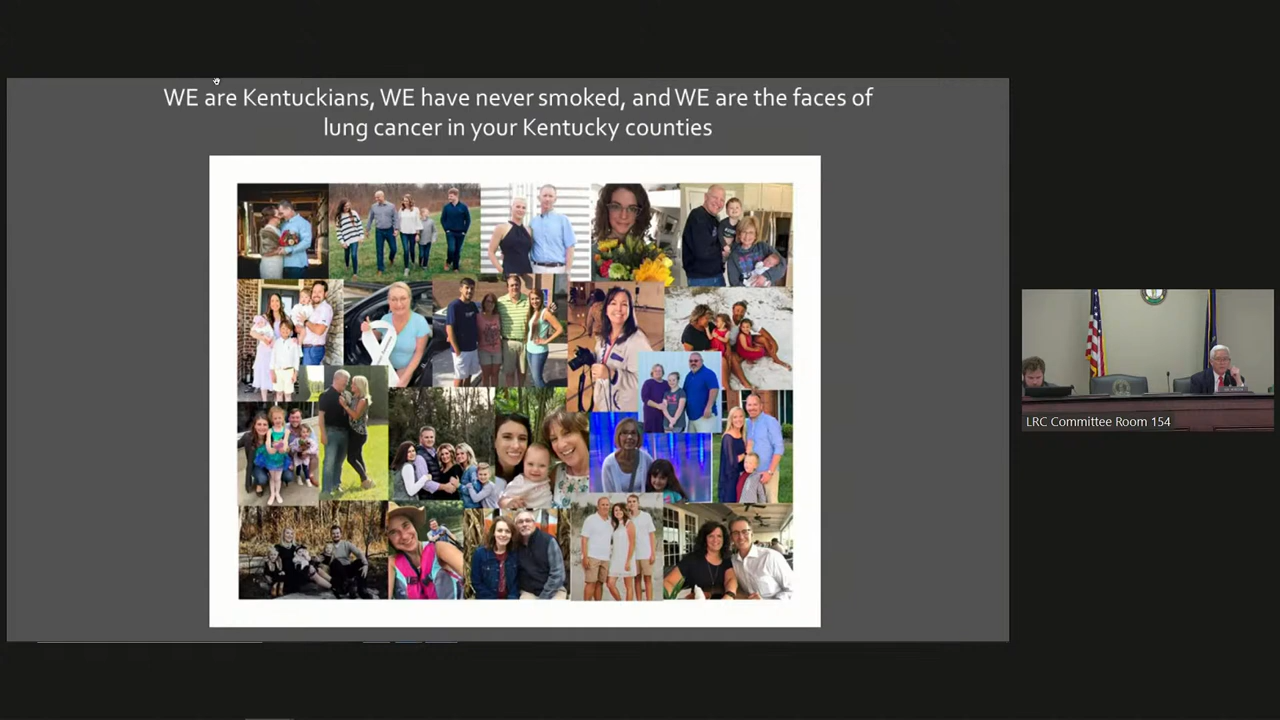 WE are Kentuckians, WE have never smoked, and WE are the faces of
lung cancer in your Kentucky counties
LRC Committee Room 154